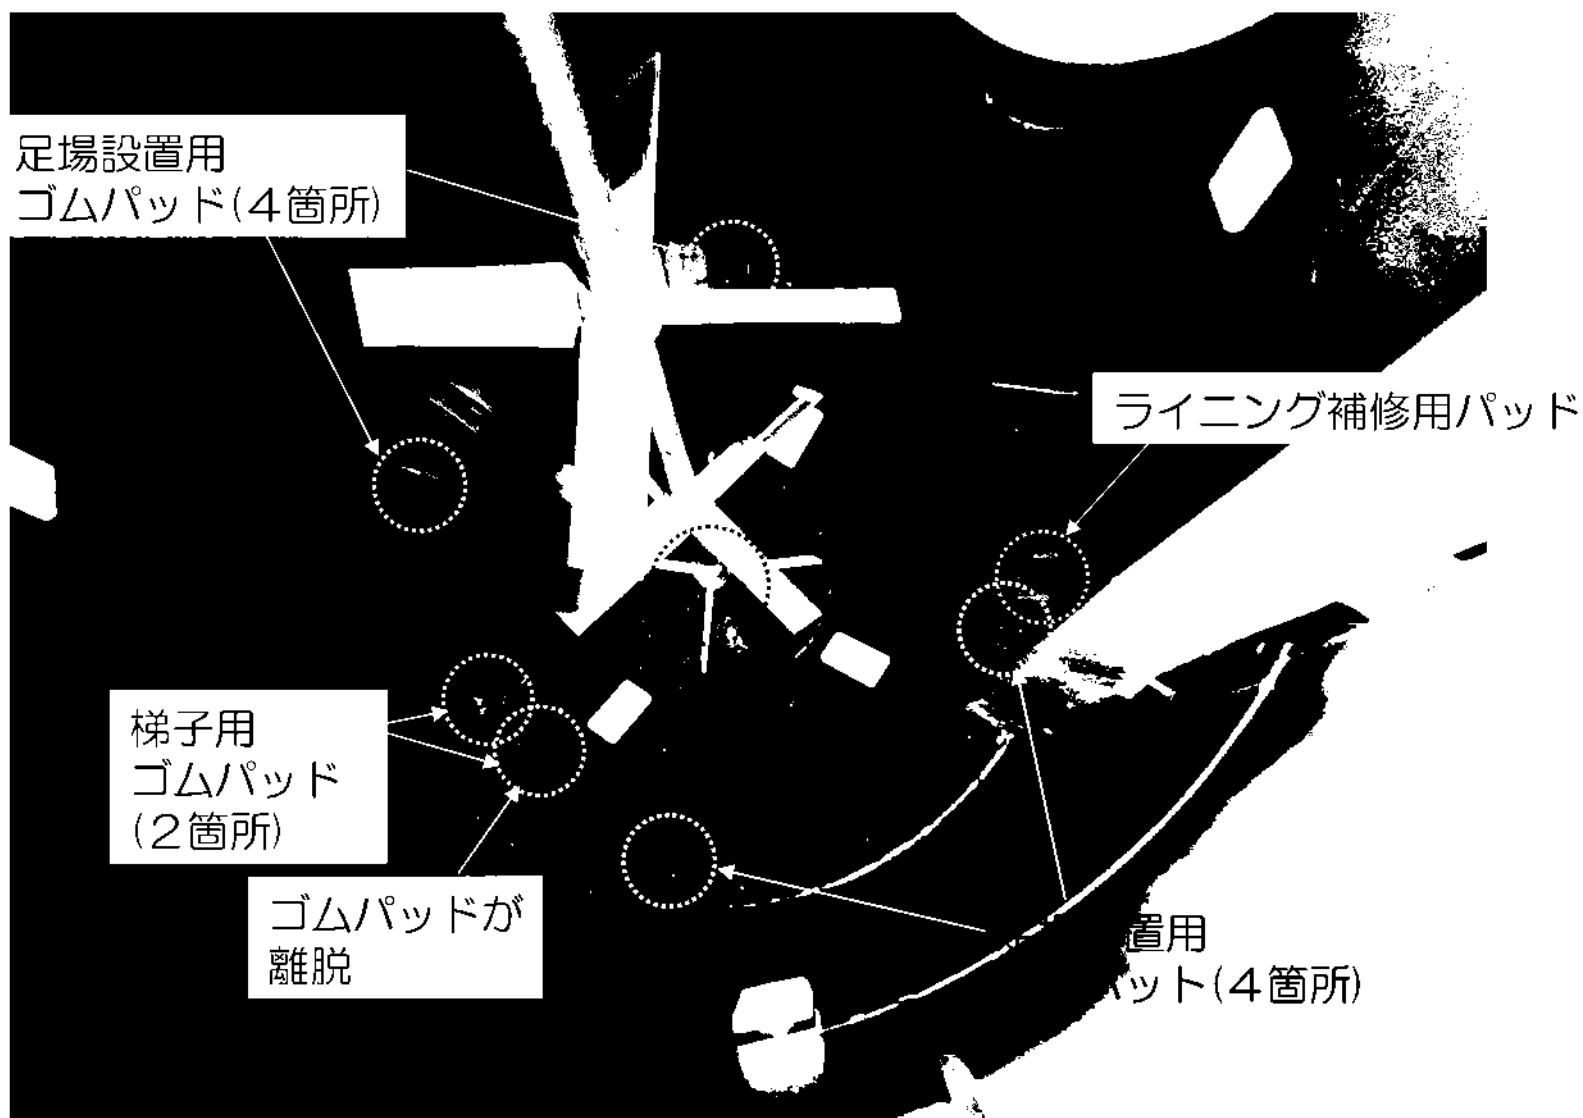 足場設置用
ゴムパッド(4箇所)
ライニング補修用パッド
梯子用
ゴムパッド
(2箇所)
ゴムパッドが
離脱
置用
ット(4箇所)